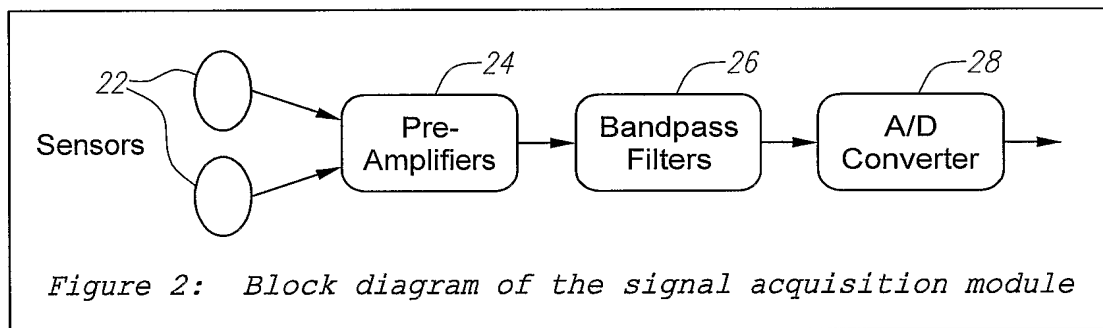 22
Sensors
24
Pre-
Amplifiers
26
Bandpass
Filters
28
A/D
Converter
Figure 2: Block diagram of the signal acquisition module